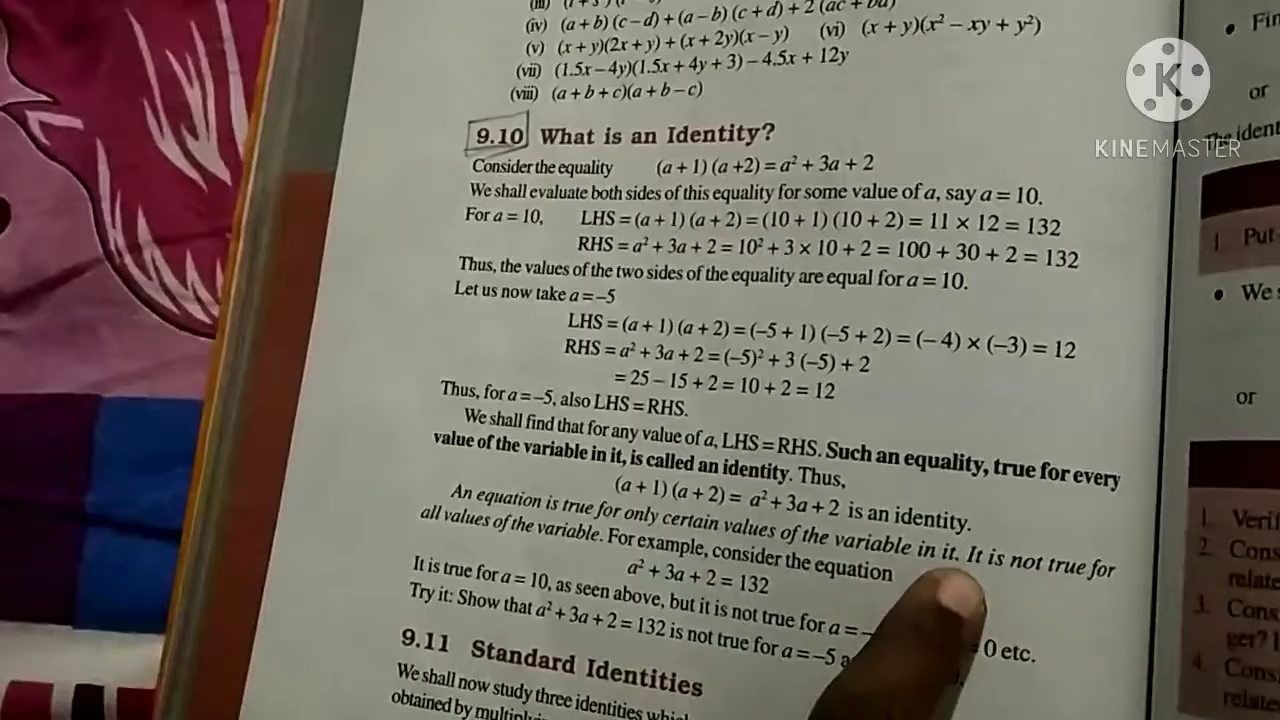 (iv) (a + b) (c – d) + (a – b) (c + d) + 2 (ac + bd)
(v) (x + y)(2x + y) + (x + 2y)(x – y) (vi) (x + y)(x² – xy + y²)
(vii) (1.5x – 4y)(1.5x + 4y + 3) – 4.5x + 12y
(viii) (a + b + c)(a + b – c)
9.10 What is an Identity?
Consider the equality (a + 1) (a +2) = a² + 3a + 2
We shall evaluate both sides of this equality for some value of a, say a = 10.
For a = 10, LHS = (a + 1) (a + 2) = (10 + 1) (10 + 2) = 11 × 12 = 132
RHS = a² + 3a + 2 = 10² + 3 × 10 + 2 = 100 + 30 + 2 = 132
Thus, the values of the two sides of the equality are equal for a = 10.
Let us now take a = –5
LHS = (a + 1) (a + 2) = (–5 + 1) (–5 + 2) = (– 4) × (–3) = 12
RHS = a² + 3a + 2 = (–5)² + 3 (–5) + 2
= 25 – 15 + 2 = 10 + 2 = 12
Thus, for a = –5, also LHS = RHS.
We shall find that for any value of a, LHS = RHS. Such an equality, true for every
value of the variable in it, is called an identity. Thus,
(a + 1) (a + 2) = a² + 3a + 2 is an identity.
An equation is true for only certain values of the variable in it. It is not true for
all values of the variable. For example, consider the equation
a² + 3a + 2 = 132
It is true for a = 10, as seen above, but it is not true for a = – 0 etc.
Try it: Show that a² + 3a + 2 = 132 is not true for a = –5
9.11 Standard Identities
We shall now study three identities
obtained by
K
KINEMASTER
or
The
1. Put
• We
or
1.
2.
3.
get?
4.